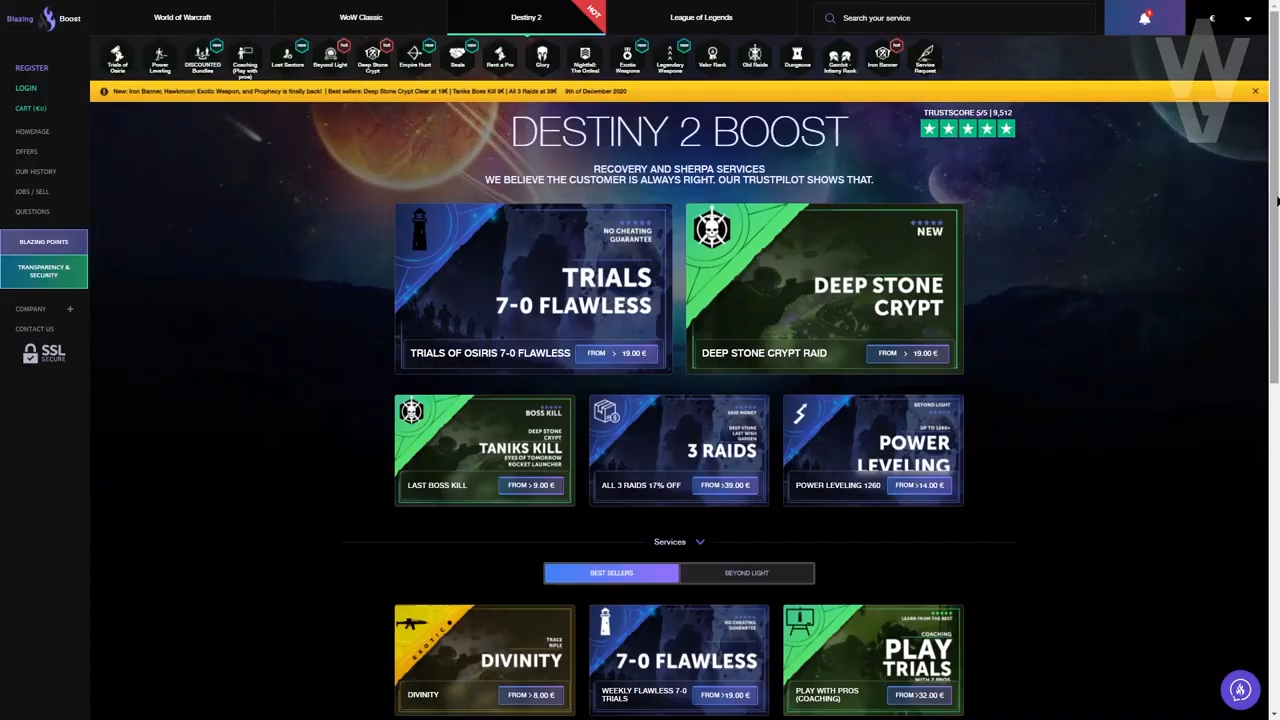 Blazing Boost
World of Warcraft
WoW Classic
Destiny 2
HOT
League of Legends
Search your service
€
Trials of Osiris
Power Leveling
new
DISCOUNTED Bundles
Coaching (Play with pros)
new
Lost Sectors
hot
Beyond Light
hot
Deep Stone Crypt
new
Empire Hunt
new
Seals
Rent a Pro
Glory
Nightfall: The Ordeal
new
Exotic Weapons
new
Legendary Weapons
Valor Rank
Old Raids
Dungeons
Gambit - Infamy Rank
hot
Iron Banner
Service Request
W
G
REGISTER
LOGIN
CART (€0)
HOMEPAGE
OFFERS
OUR HISTORY
JOBS / SELL
QUESTIONS
BLAZING POINTS
TRANSPARENCY &
SECURITY
COMPANY +
CONTACT US
SSL
SECURE
New: Iron Banner, Hawkmoon Exotic Weapon, and Prophecy is finally back! | Best sellers: Deep Stone Crypt Clear at 19€ | Taniks Boss Kill 9€ | All 3 Raids at 39€ 9th of December 2020
DESTINY 2 BOOST
TRUSTSCORE 5/5 | 9,512
RECOVERY AND SHERPA SERVICES
WE BELIEVE THE CUSTOMER IS ALWAYS RIGHT. OUR TRUSTPILOT SHOWS THAT.
NO CHEATING
GUARANTEE
TRIALS
7-0 FLAWLESS
TRIALS OF OSIRIS 7-0 FLAWLESS FROM > 19.00 €
NEW
DEEP STONE
CRYPT
DEEP STONE CRYPT RAID FROM > 19.00 €
BOSS KILL
DEEP STONE
CRYPT
TANIKS KILL
EYES OF TOMORROW
ROCKET LAUNCHER
LAST BOSS KILL FROM > 9.00 €
SAVE MONEY
DEEP STONE
LAST WISH
GARDEN
3 RAIDS
ALL 3 RAIDS 17% OFF FROM >39.00 €
BEYOND LIGHT
UP TO 1260+
POWER
LEVELING
POWER LEVELING 1260 FROM >14.00 €
Services
BEST SELLERS
BEYOND LIGHT
EXOTIC
TRACE
RIFLE
DIVINITY
DIVINITY FROM > 8.00 €
NO CHEATING
GUARANTEE
7-0 FLAWLESS
WEEKLY FLAWLESS 7-0
TRIALS
FROM >19.00 €
LEARN FROM THE BEST
COACHING
PLAY
TRIALS
WITH 2 PROS
PLAY WITH PROS
(COACHING)
FROM >32.00 €